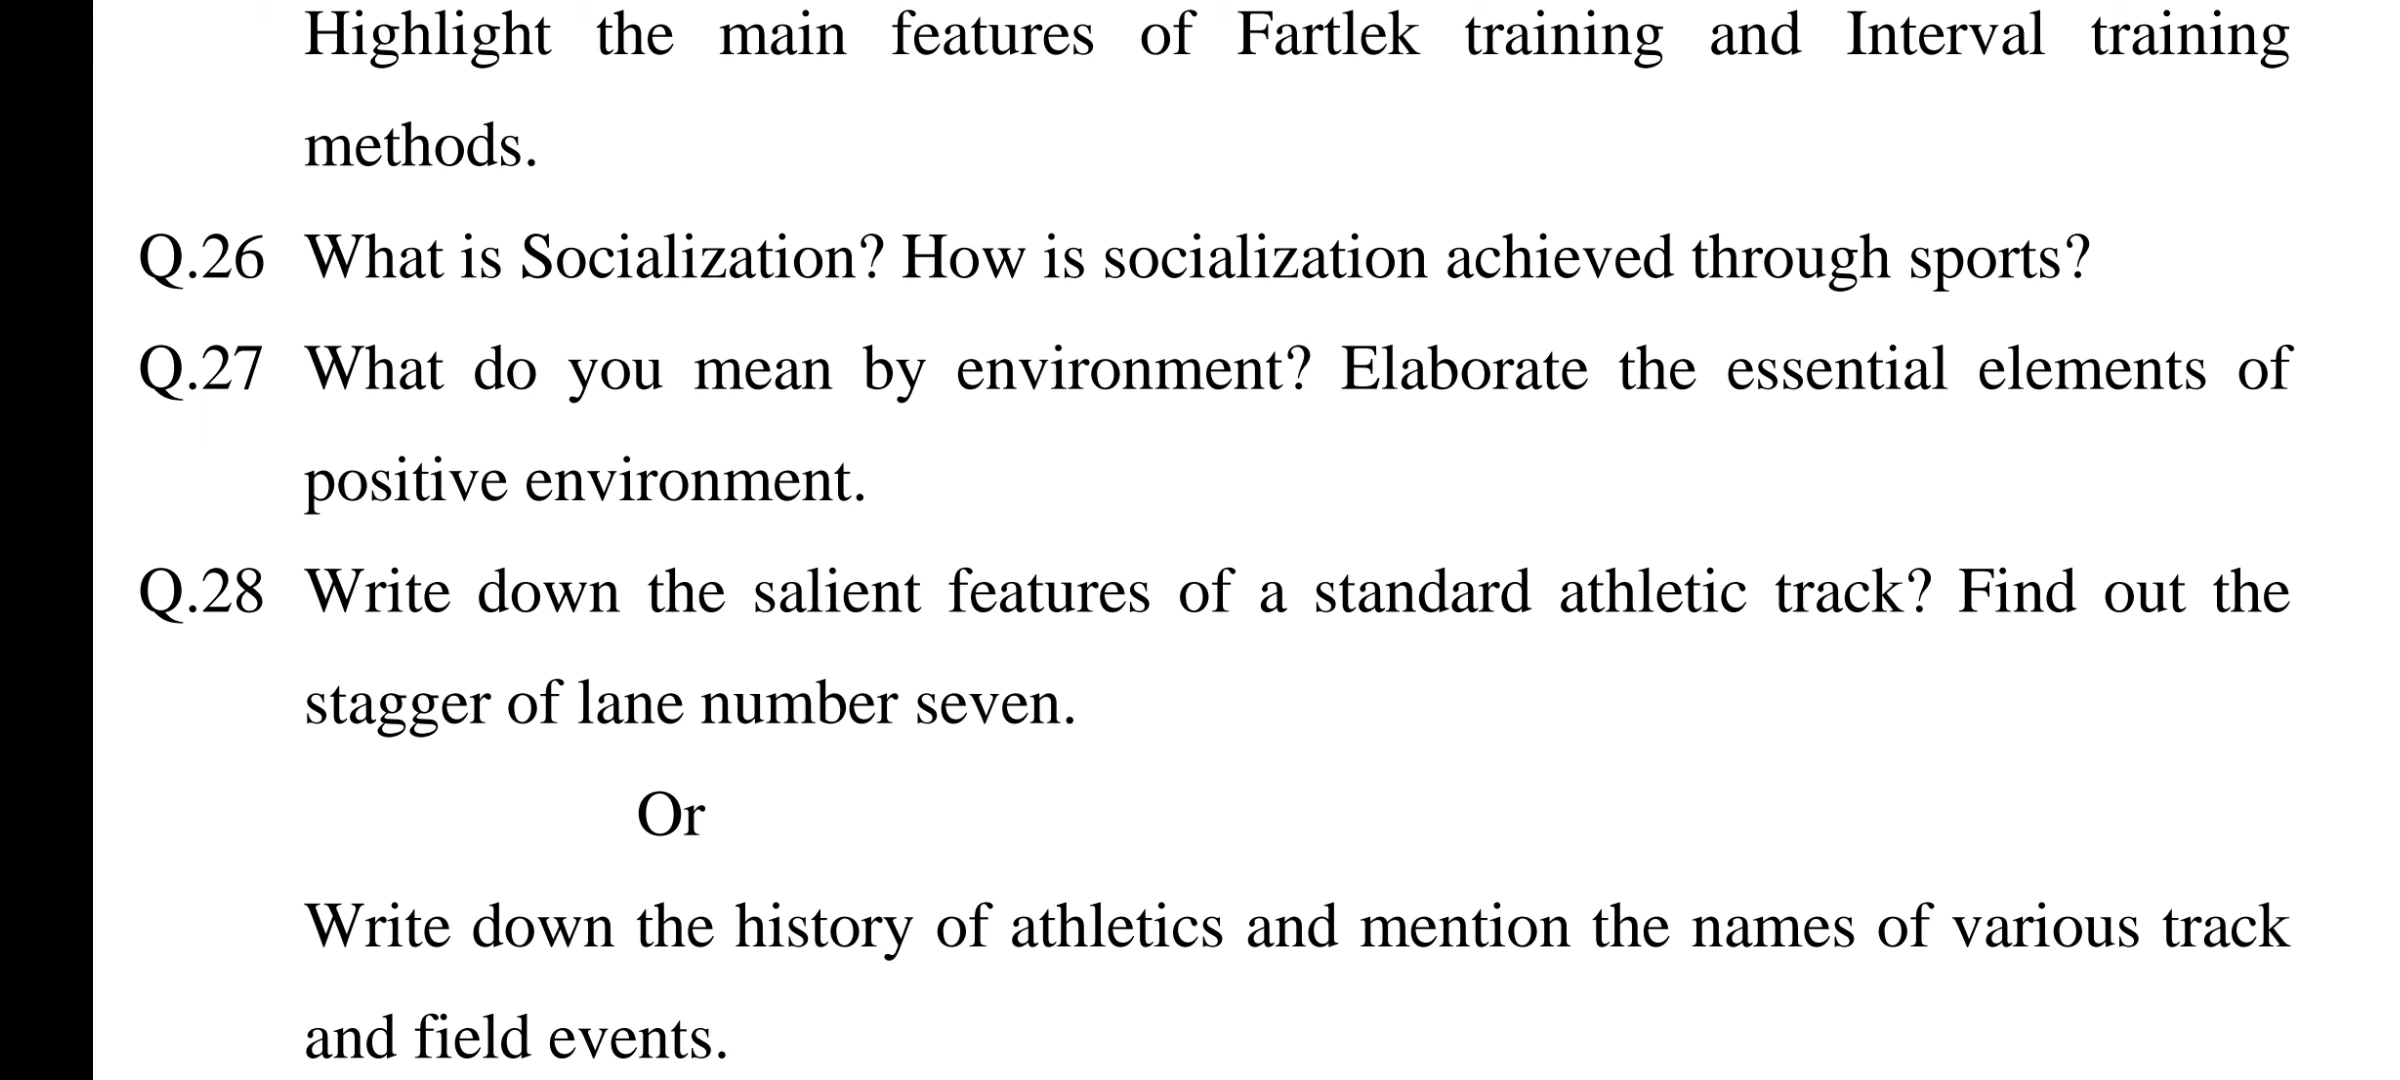 Highlight the main features of Fartlek training and Interval training
methods.
Q.26 What is Socialization? How is socialization achieved through sports?
Q.27 What do you mean by environment? Elaborate the essential elements of
positive environment.
Q.28 Write down the salient features of a standard athletic track? Find out the
stagger of lane number seven.
Or
Write down the history of athletics and mention the names of various track
and field events.